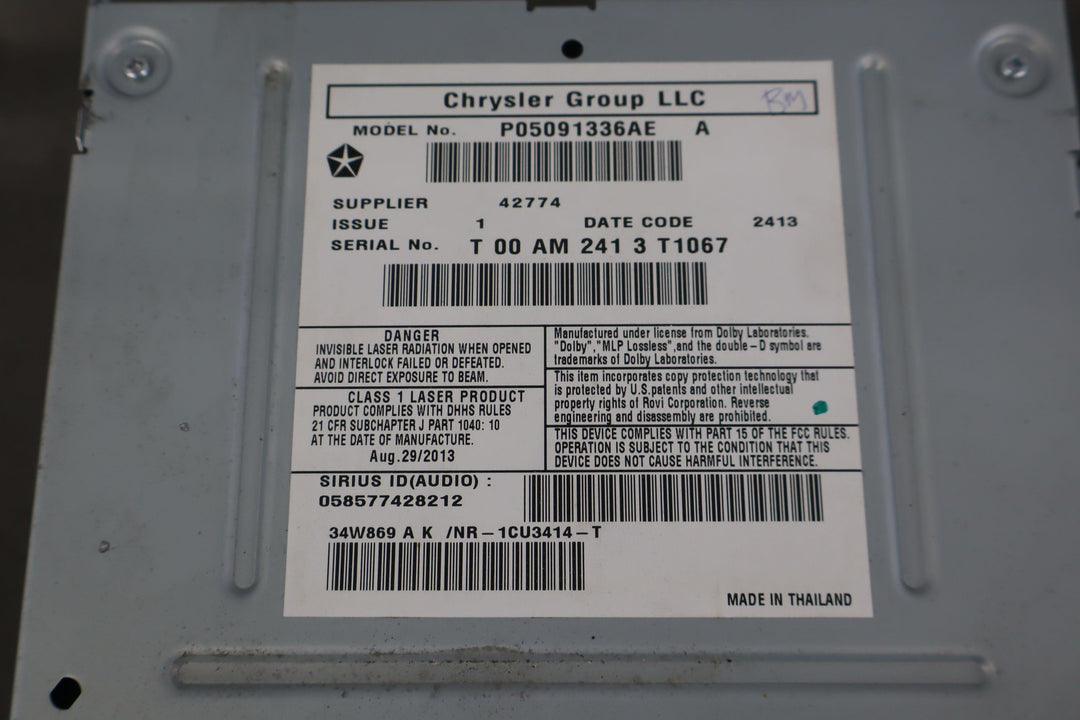 Chrysler Group LLC BM
MODEL No. P05091336AE A
SUPPLIER 42774
ISSUE 1 DATE CODE 2413
SERIAL No. T 00 AM 241 3 T1067
DANGER
INVISIBLE LASER RADIATION WHEN OPENED
AND INTERLOCK FAILED OR DEFEATED.
AVOID DIRECT EXPOSURE TO BEAM.
CLASS 1 LASER PRODUCT
PRODUCT COMPLIES WITH DHHS RULES
21 CFR SUBCHAPTER J PART 1040: 10
AT THE DATE OF MANUFACTURE.
Aug.29/2013
Manufactured under license from Dolby Laboratories.
"Dolby","MLP Lossless",and the double-D symbol are
trademarks of Dolby Laboratories.
This item incorporates copy protection technology that
is protected by U.S.patents and other intellectual
property rights of Rovi Corporation. Reverse
engineering and disassembly are prohibited.
THIS DEVICE COMPLIES WITH PART 15 OF THE FCC RULES.
OPERATION IS SUBJECT TO THE CONDITION THAT THIS
DEVICE DOES NOT CAUSE HARMFUL INTERFERENCE.
SIRIUS ID(AUDIO) :
058577428212
34W869 A K /NR-1CU3414-T
MADE IN THAILAND